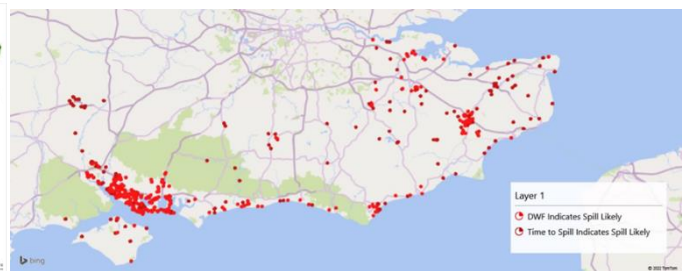 Layer 1
DWF Indicates Spill Likely
Time to Spill Indicates Spill Likely
bing
© 2022 TomTom